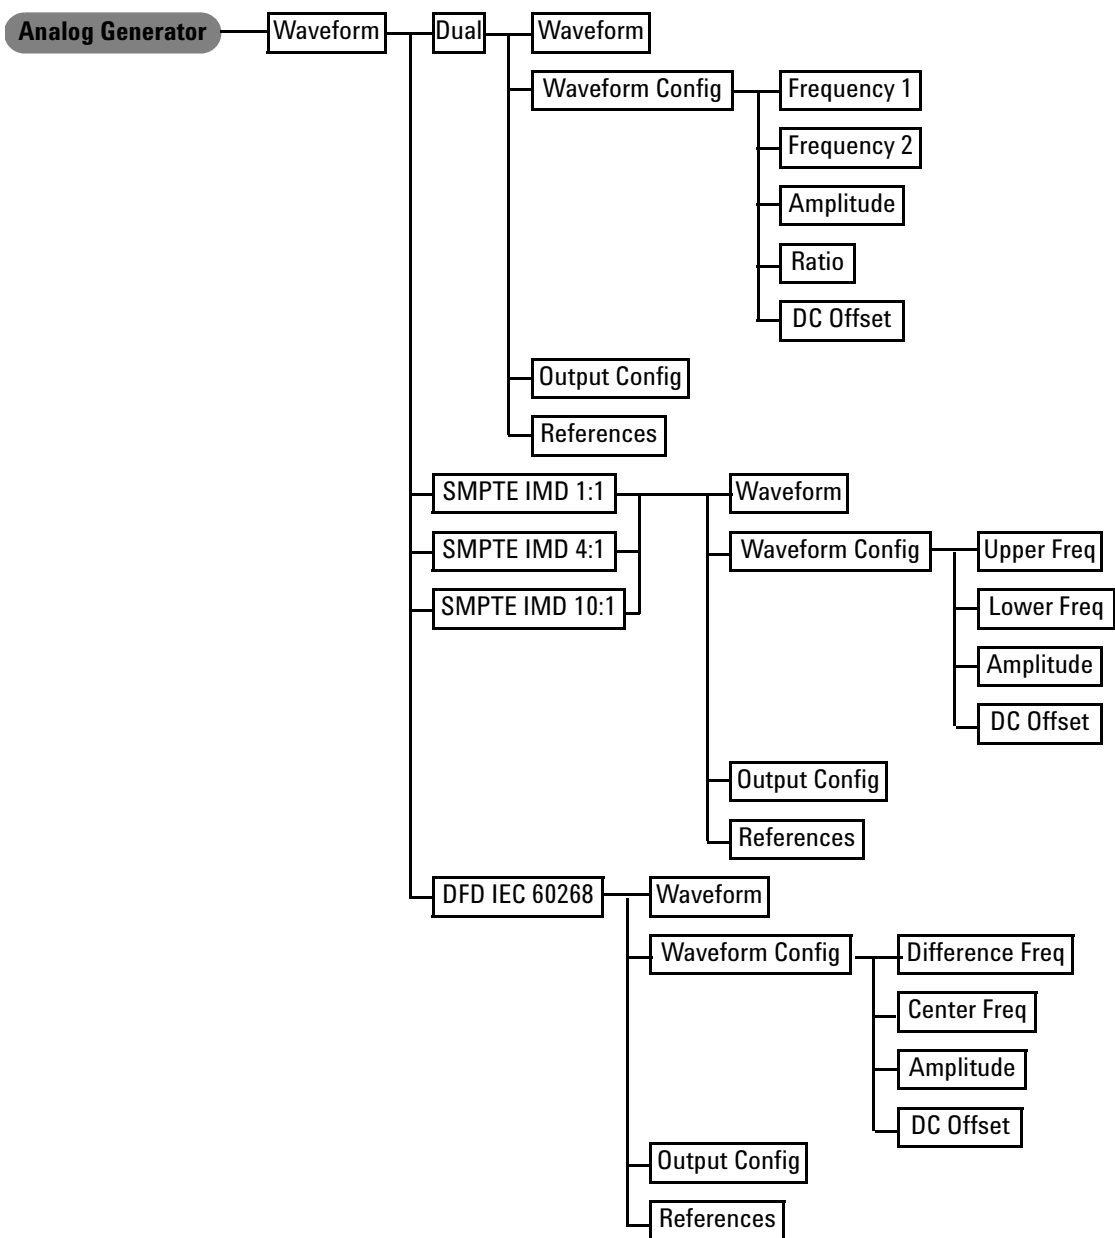 Analog Generator
Waveform
Dual
Waveform
Waveform Config
Frequency 1
Frequency 2
Amplitude
Ratio
DC Offset
Output Config
References
SMPTE IMD 1:1
Waveform
SMPTE IMD 4:1
Waveform Config
Upper Freq
SMPTE IMD 10:1
Lower Freq
Amplitude
DC Offset
Output Config
References
DFD IEC 60268
Waveform
Waveform Config
Difference Freq
Center Freq
Amplitude
DC Offset
Output Config
References